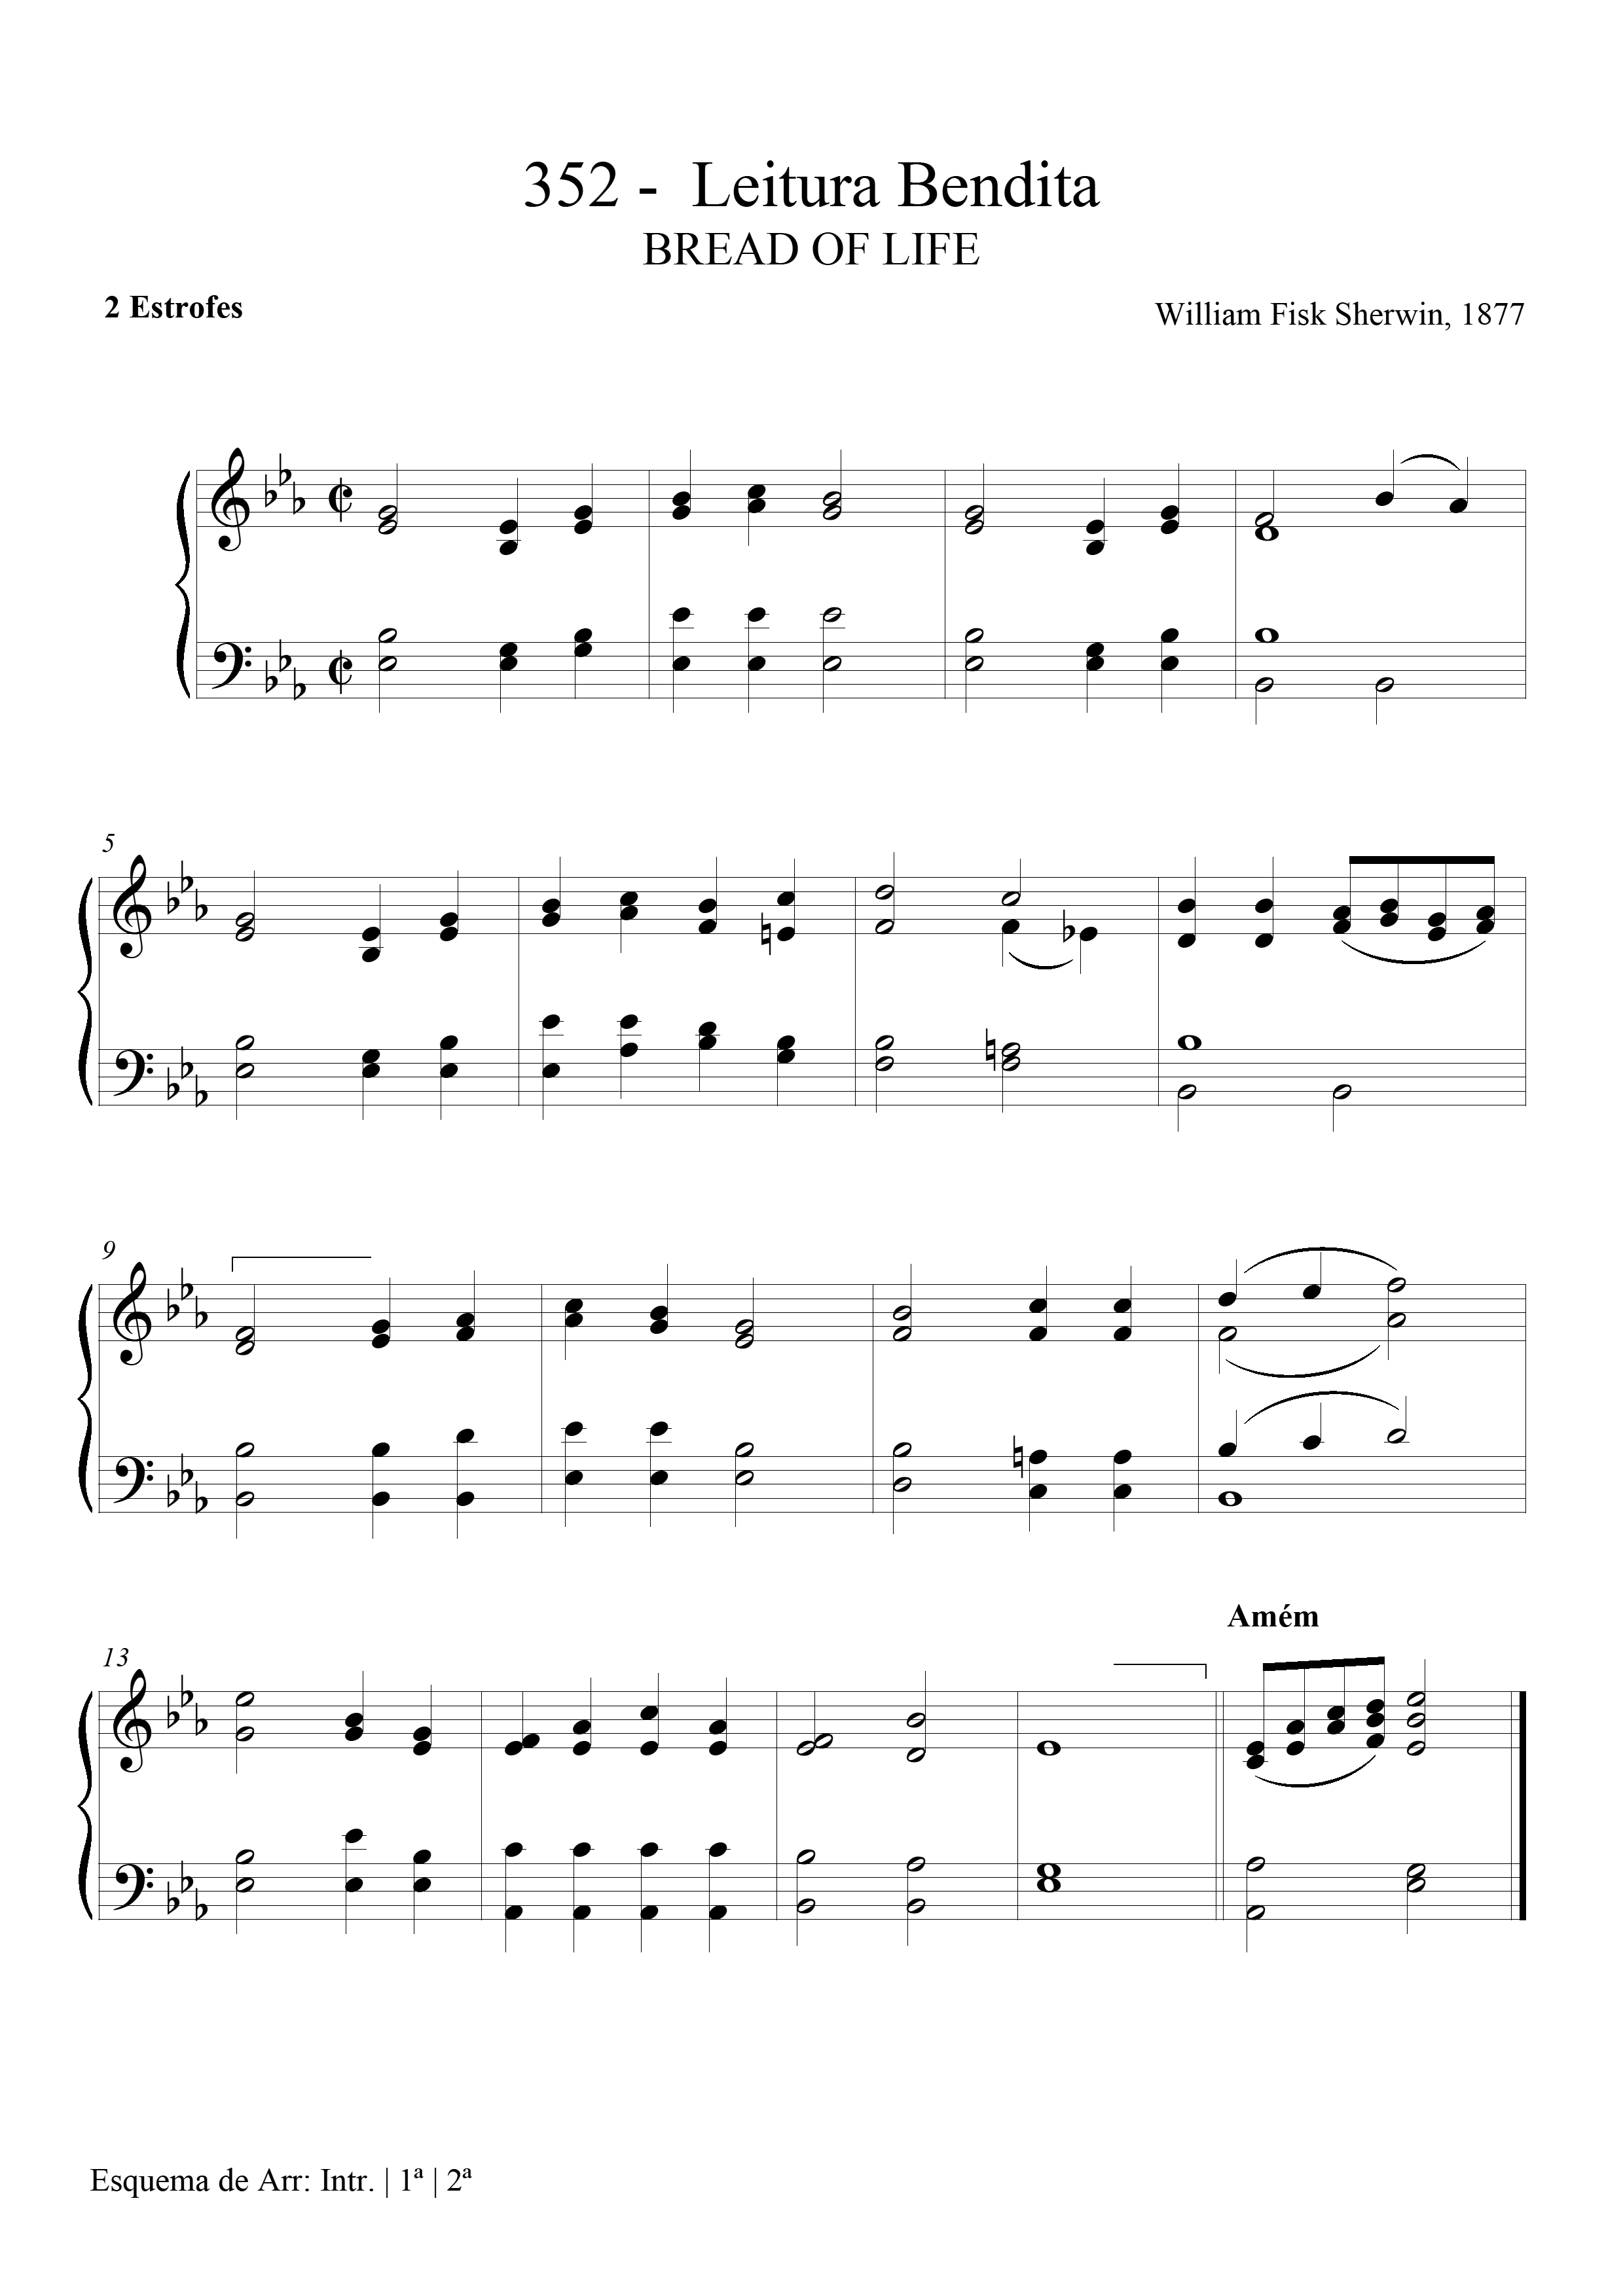 352 - Leitura Bendita
BREAD OF LIFE
2 Estrofes
William Fisk Sherwin, 1877
5
9
13
Amém
Esquema de Arr: Intr. | 1ª | 2ª